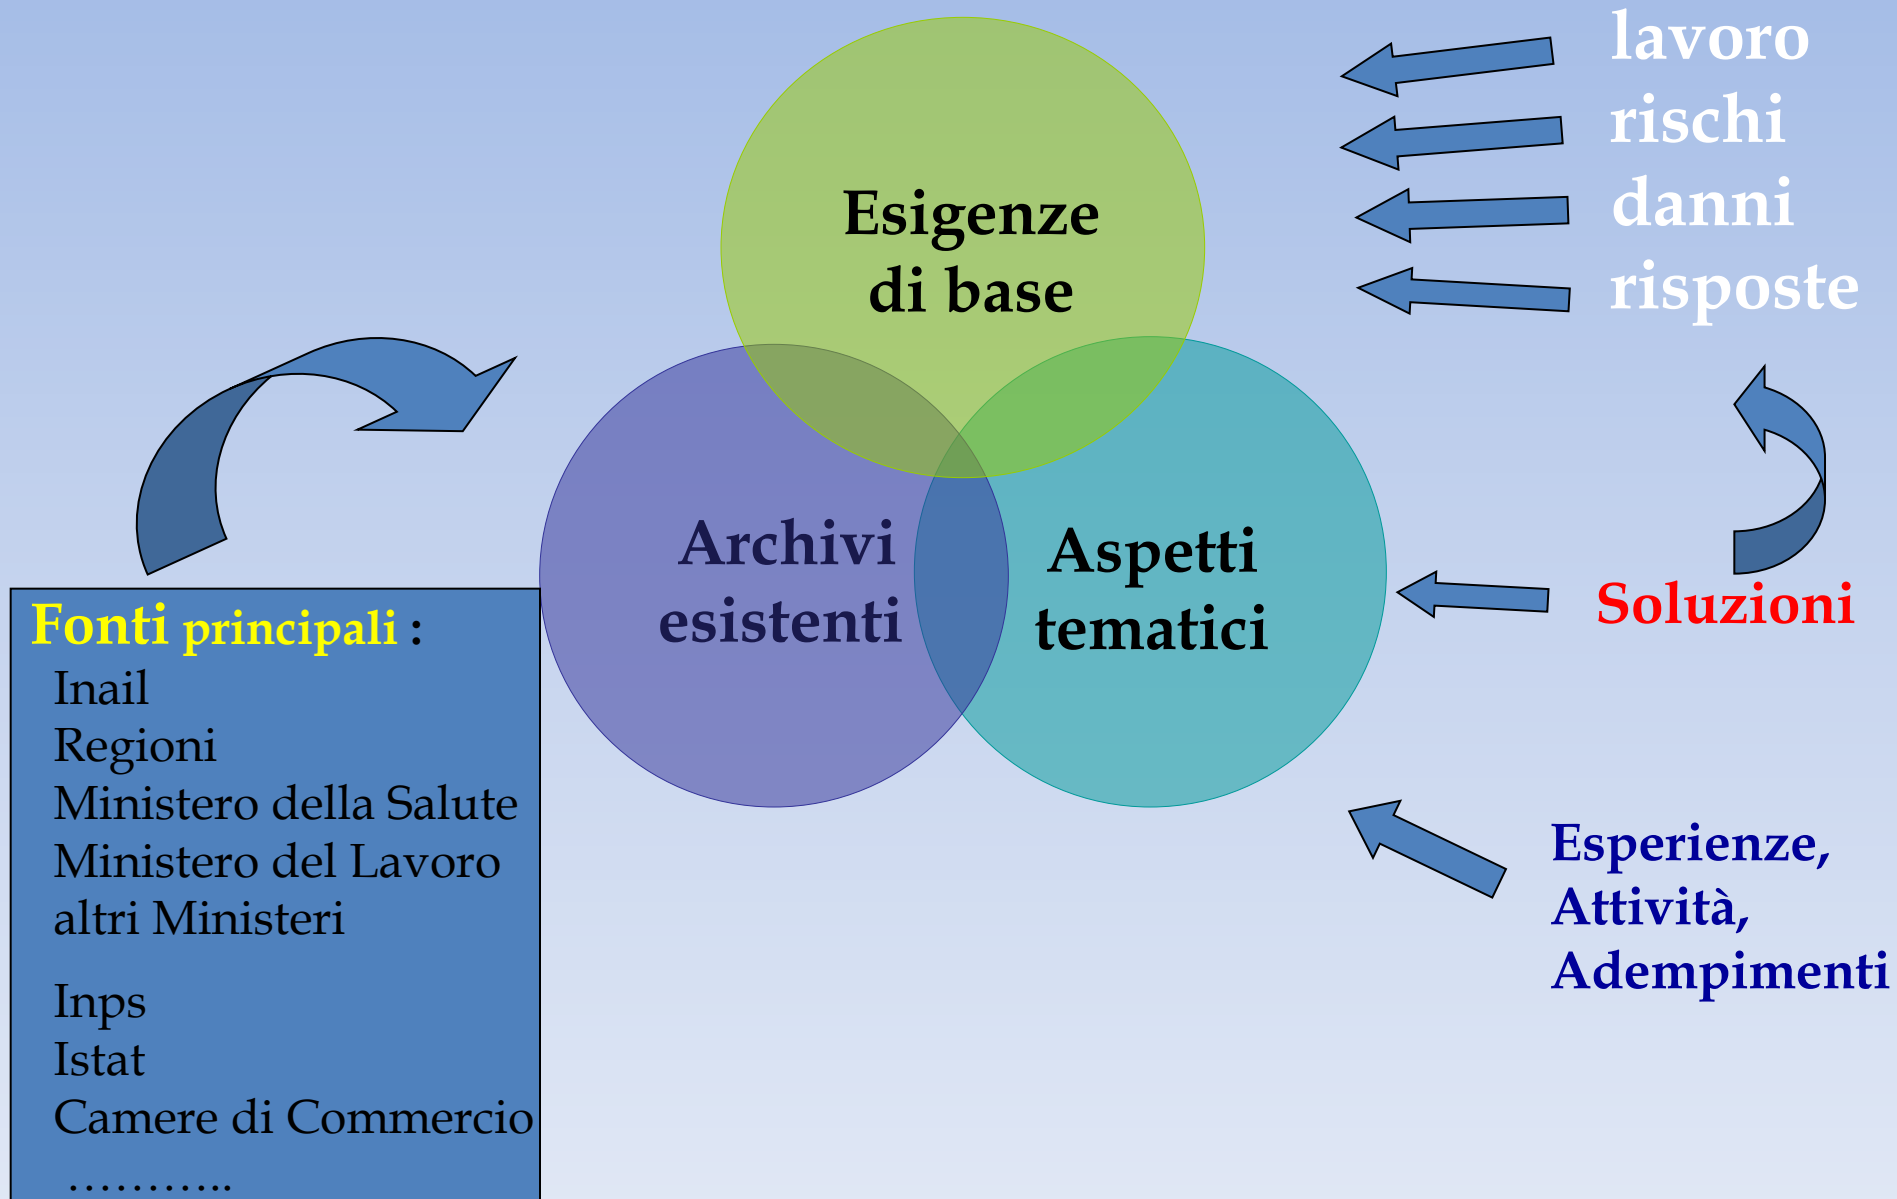 lavoro
rischi
danni
risposte
Esigenze
di base
Archivi
esistenti
Aspetti
tematici
Soluzioni
Esperienze,
Attività,
Adempimenti
Fonti principali :
Inail
Regioni
Ministero della Salute
Ministero del Lavoro
altri Ministeri
Inps
Istat
Camere di Commercio
………..